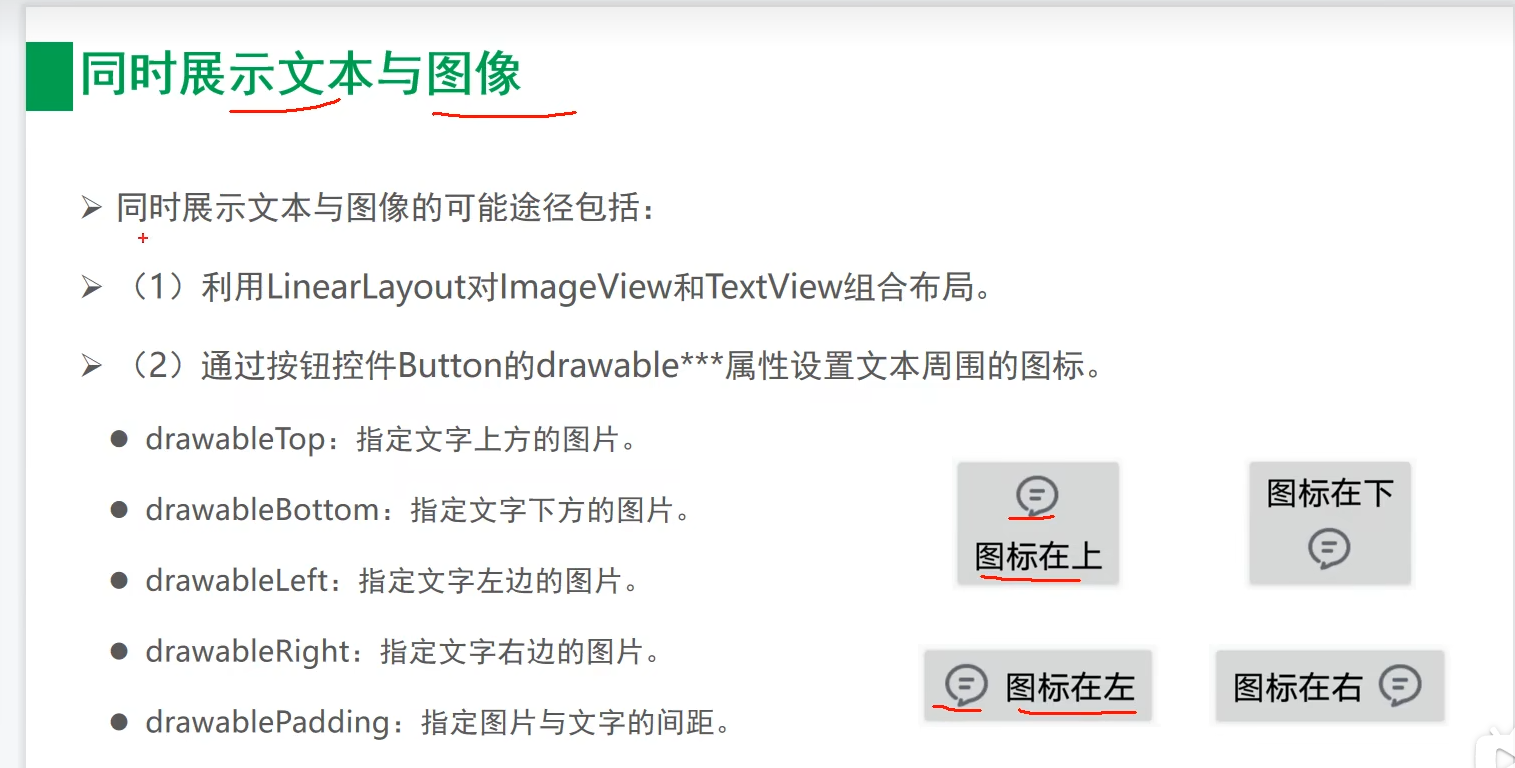 同时展示文本与图像
同时展示文本与图像的可能途径包括：
（1）利用LinearLayout对ImageView和TextView组合布局。
（2）通过按钮控件Button的drawable***属性设置文本周围的图标。
drawableTop：指定文字上方的图片。
drawableBottom：指定文字下方的图片。
drawableLeft：指定文字左边的图片。
drawableRight：指定文字右边的图片。
drawablePadding：指定图片与文字的间距。
图标在上
图标在下
图标在左
图标在右